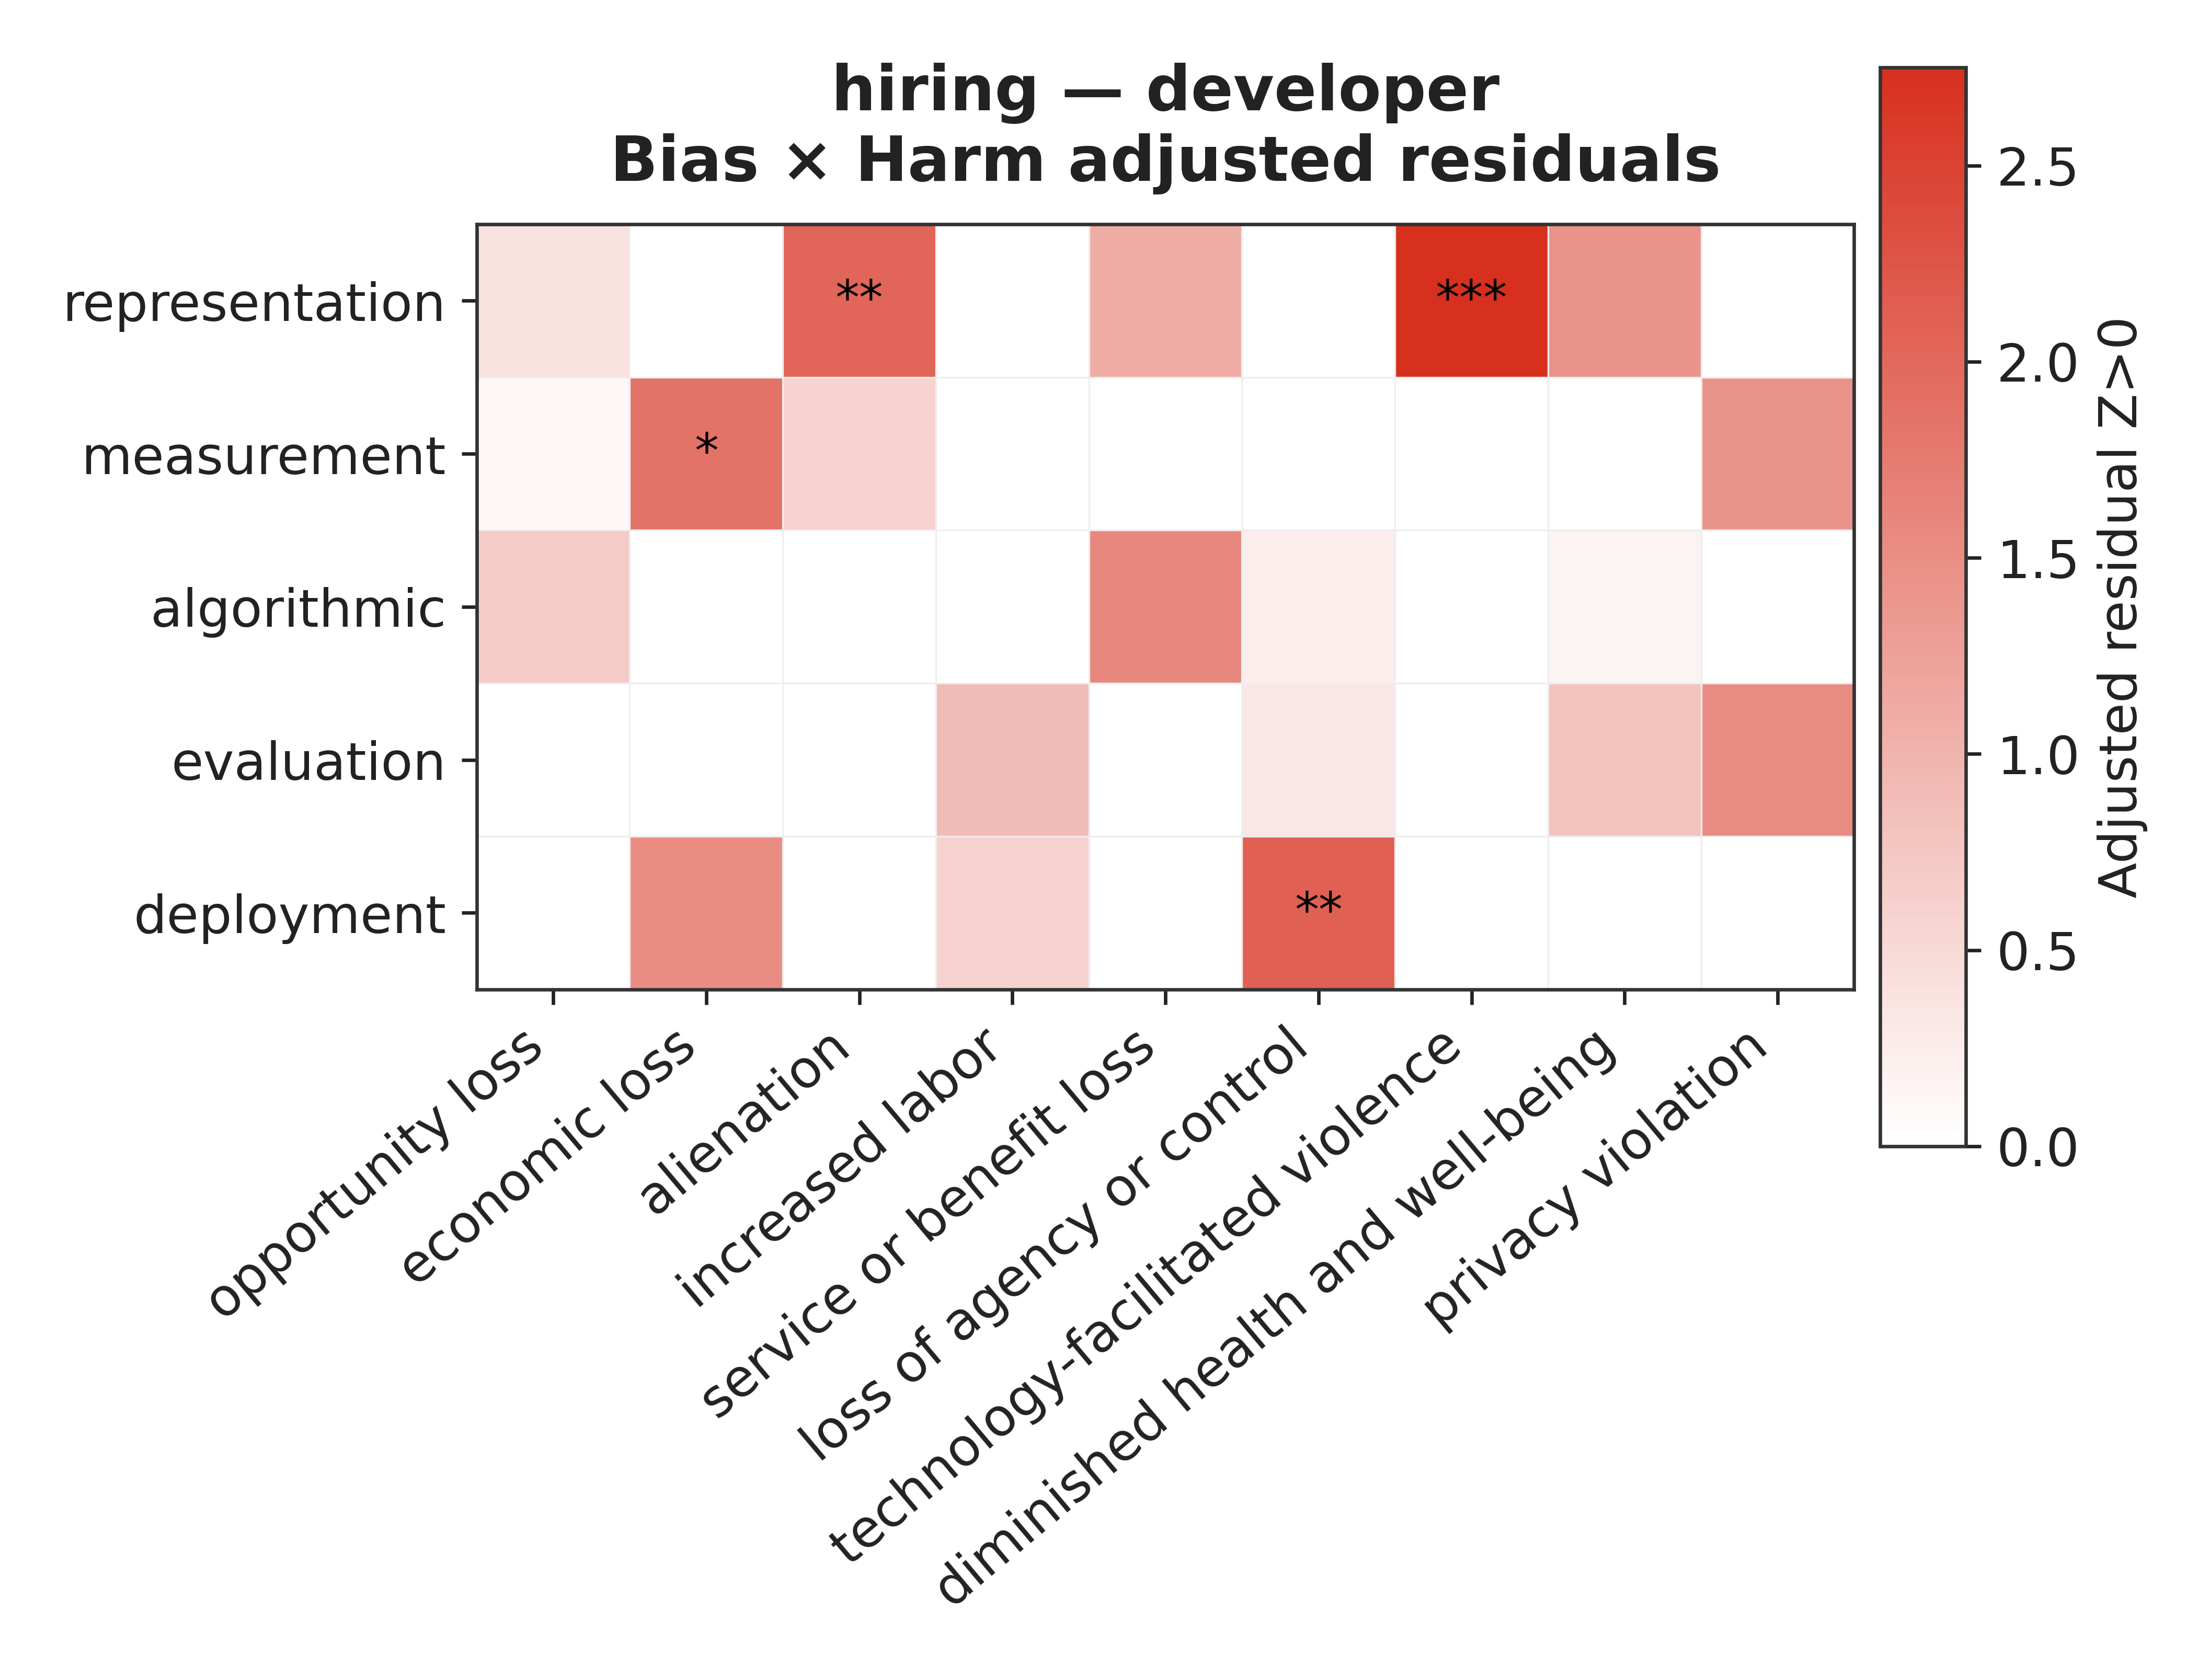 hiring — developer
Bias × Harm adjusted residuals
representation
measurement
algorithmic
evaluation
deployment
**
***
*
**
opportunity loss
economic loss
alienation
increased labor
service or benefit loss
loss of agency or control
technology-facilitated violence
diminished health and well-being
privacy violation
2.5
2.0
1.5
1.0
0.5
0.0
Adjusted residual Z>0